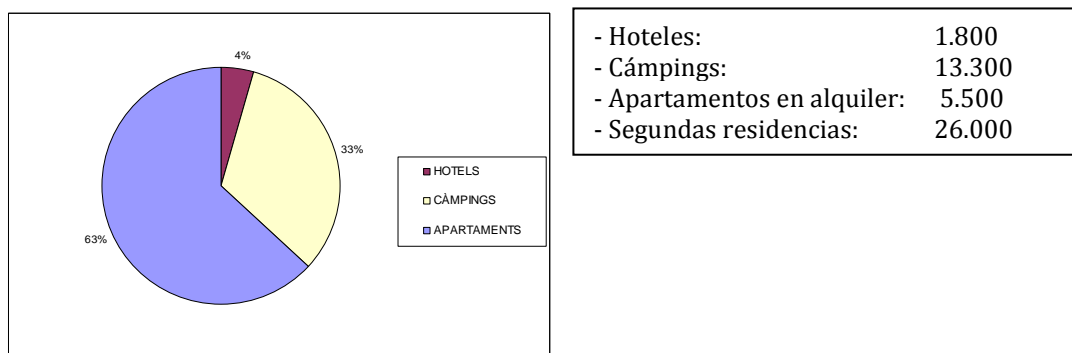 4%
33%
63%
HOTELS
CÀMPINGS
APARTAMENTS
- Hoteles: 1.800
- Cámpings: 13.300
- Apartamentos en alquiler: 5.500
- Segundas residencias: 26.000